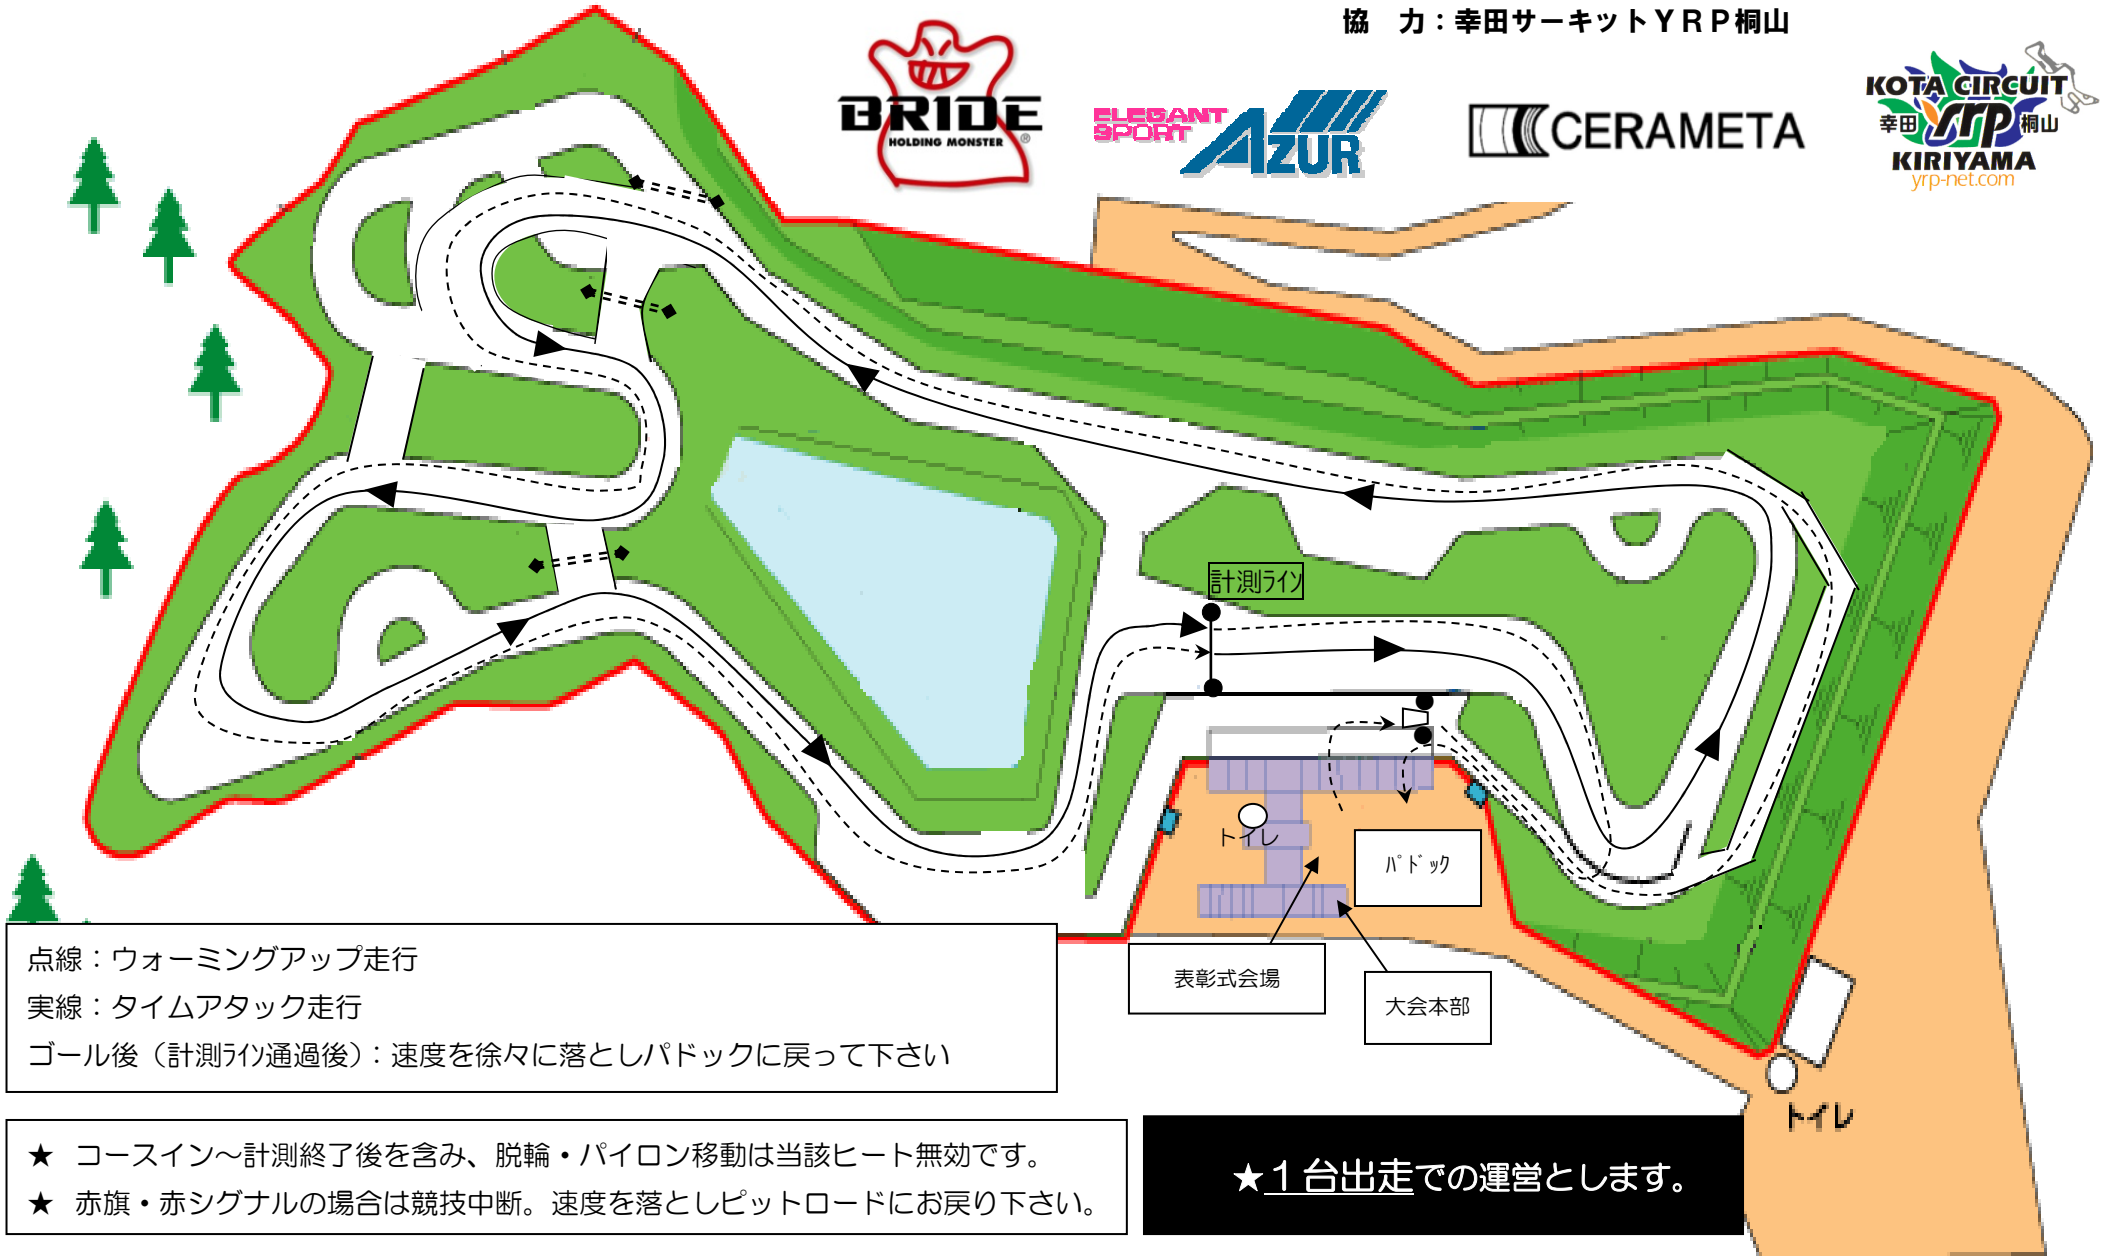 協　力：幸田サーキットＹＲＰ桐山
BRIDE
HOLDING MONSTER
®
ELEGANT
SPORT
AZUR
CERAMETA
KOTA CIRCUIT
幸田 yrp 桐山
KIRIYAMA
yrp-net.com
計測ﾗｲﾝ
トイレ
ﾊﾟﾄﾞｯｸ
表彰式会場
大会本部
トイレ
点線：ウォーミングアップ走行
実線：タイムアタック走行
ゴール後（計測ﾗｲﾝ通過後）：速度を徐々に落としパドックに戻って下さい
★　コースイン～計測終了後を含み、脱輪・パイロン移動は当該ヒート無効です。
★　赤旗・赤シグナルの場合は競技中断。速度を落としピットロードにお戻り下さい。
★１台出走での運営とします。